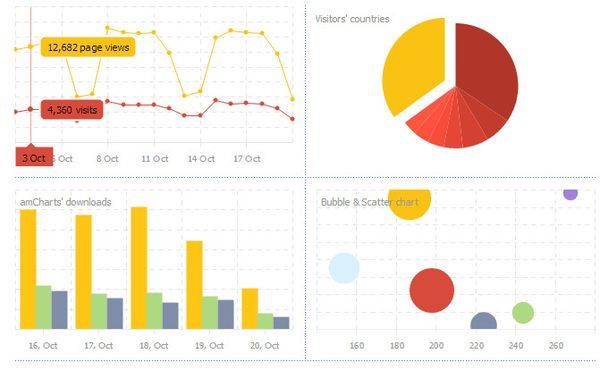 12,682 page views
4,360 visits
3 Oct
Oct
8 Oct
11 Oct
14 Oct
17 Oct
Visitors' countries
amCharts' downloads
16, Oct
17, Oct
18, Oct
19, Oct
20, Oct
Bubble & Scatter chart
160
180
200
220
240
260